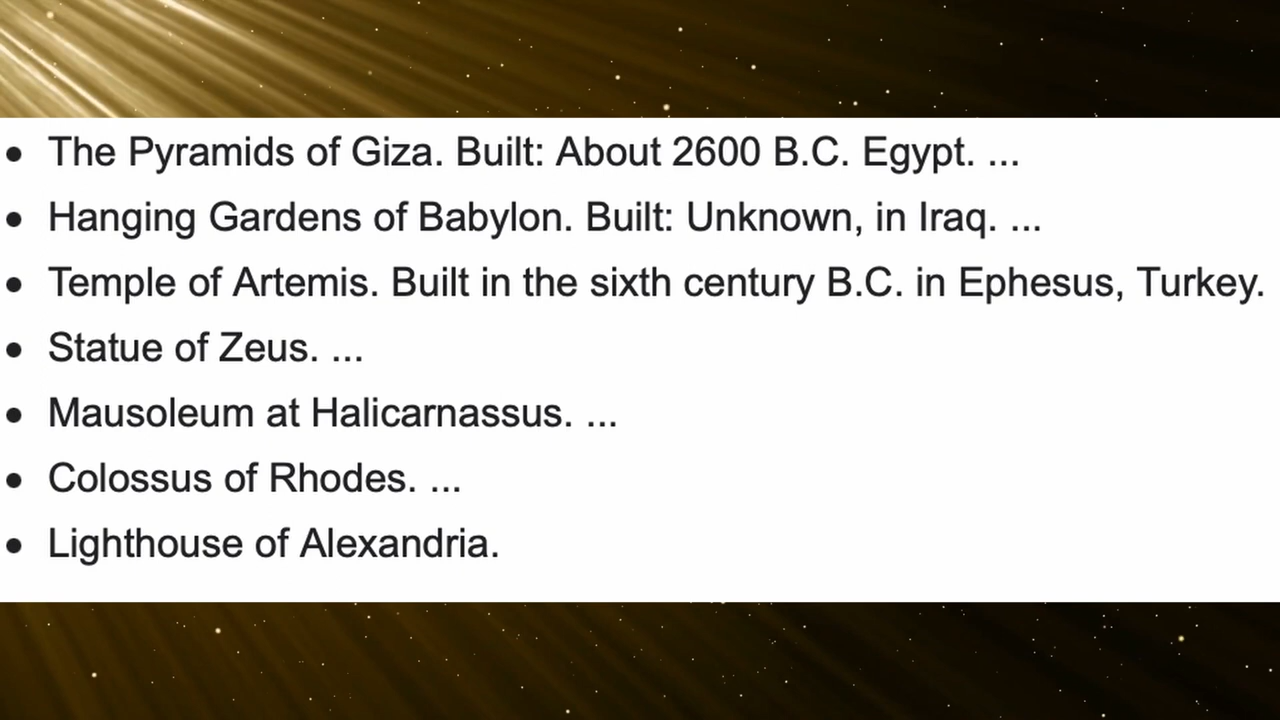 • The Pyramids of Giza. Built: About 2600 B.C. Egypt. ...
• Hanging Gardens of Babylon. Built: Unknown, in Iraq. ...
• Temple of Artemis. Built in the sixth century B.C. in Ephesus, Turkey.
• Statue of Zeus. ...
• Mausoleum at Halicarnassus. ...
• Colossus of Rhodes. ...
• Lighthouse of Alexandria.